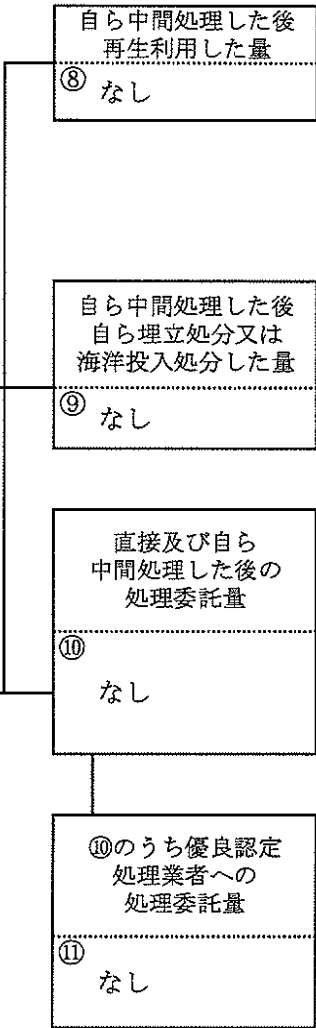 自ら中間処理した後
再生利用した量
⑧ なし
自ら中間処理した後
自ら埋立処分又は
海洋投入処分した量
⑨ なし
直接及び自ら
中間処理した後の
処理委託量
⑩
なし
⑩のうち優良認定
処理業者への
処理委託量
⑪
なし